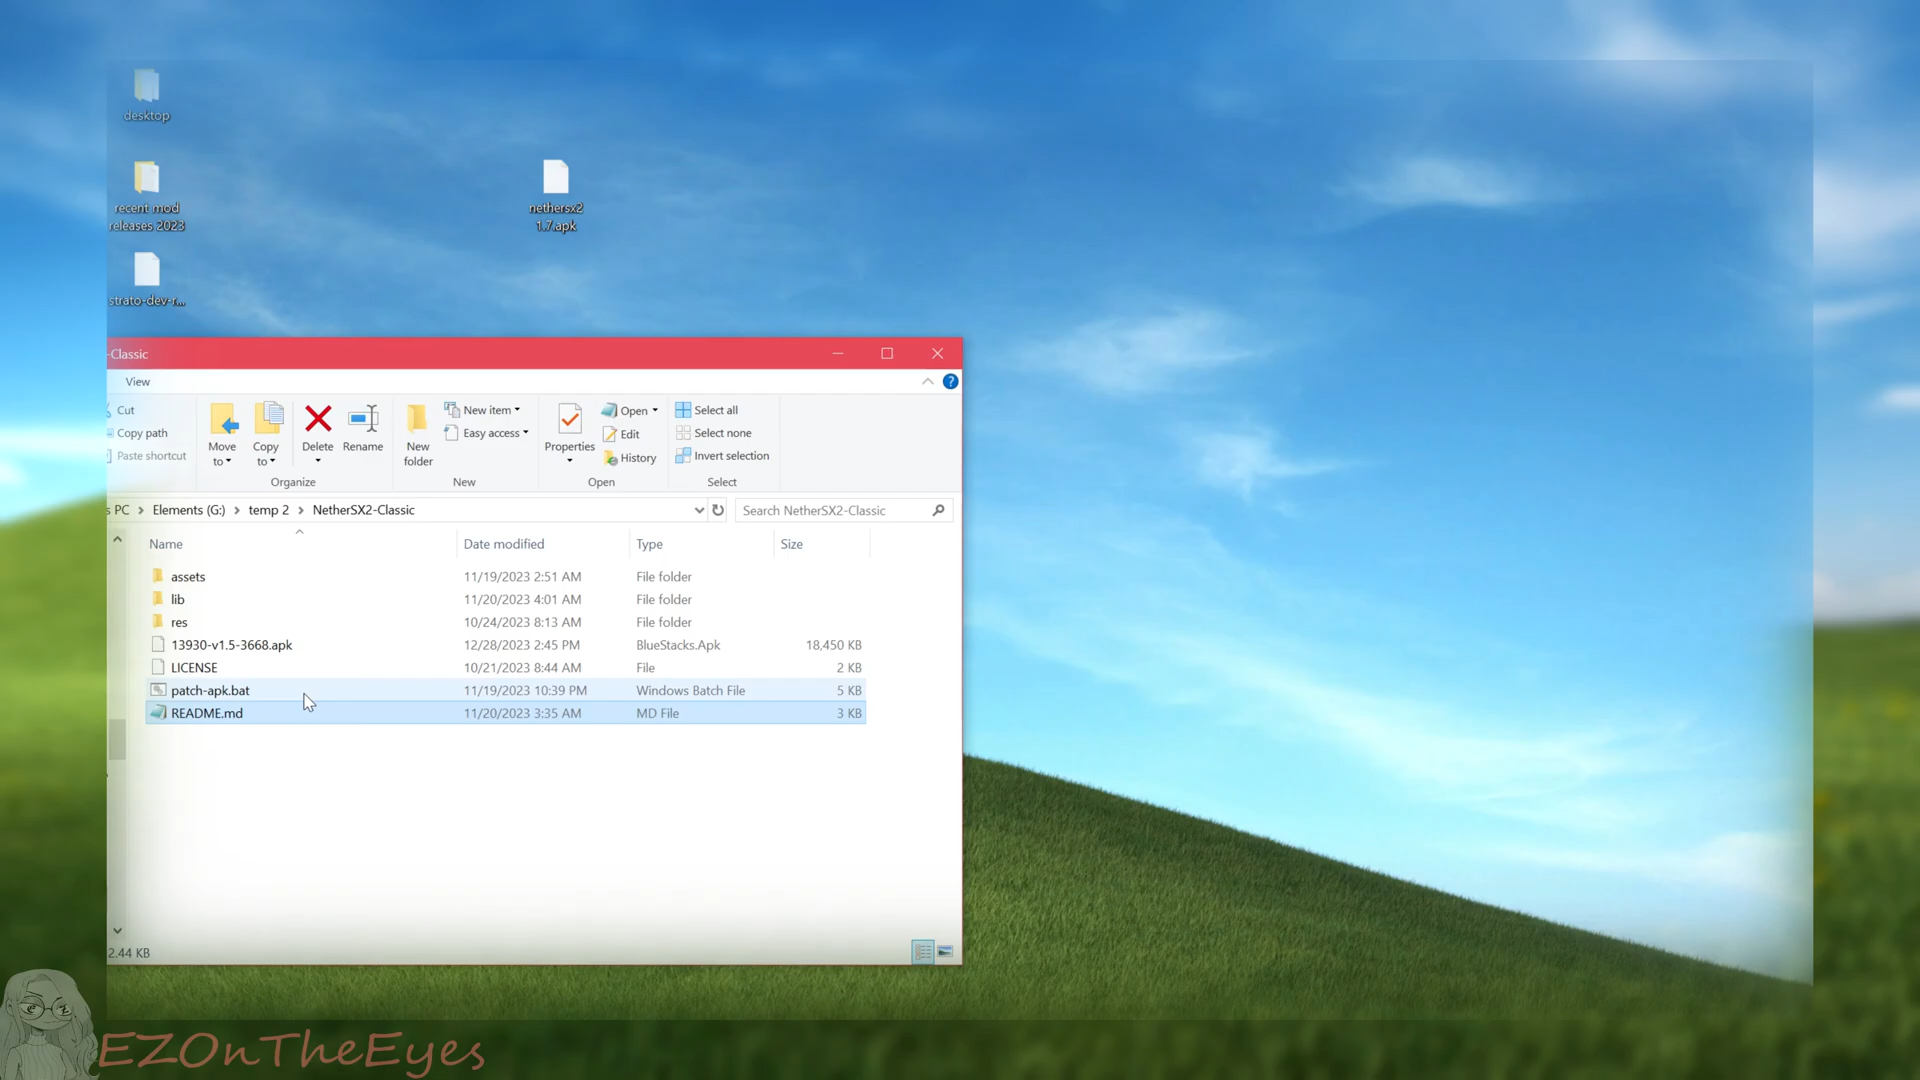 desktop
recent mod
releases 2023
strato-dev-r...
nethersx2
1.7.apk
-Classic
View
Cut
Copy path
Paste shortcut
Move
to
Copy
to
Delete
Rename
Organize
New
folder
New item
Easy access
New
Properties
Open
Edit
History
Open
Select all
Select none
Invert selection
Select
s PC > Elements (G:) > temp 2 > NetherSX2-Classic
Search NetherSX2-Classic
Name Date modified Type Size
assets 11/19/2023 2:51 AM File folder
lib 11/20/2023 4:01 AM File folder
res 10/24/2023 8:13 AM File folder
13930-v1.5-3668.apk 12/28/2023 2:45 PM BlueStacks.Apk 18,450 KB
LICENSE 10/21/2023 8:44 AM File 2 KB
patch-apk.bat 11/19/2023 10:39 PM Windows Batch File 5 KB
README.md 11/20/2023 3:35 AM MD File 3 KB
2.44 KB
EZOnTheEyes